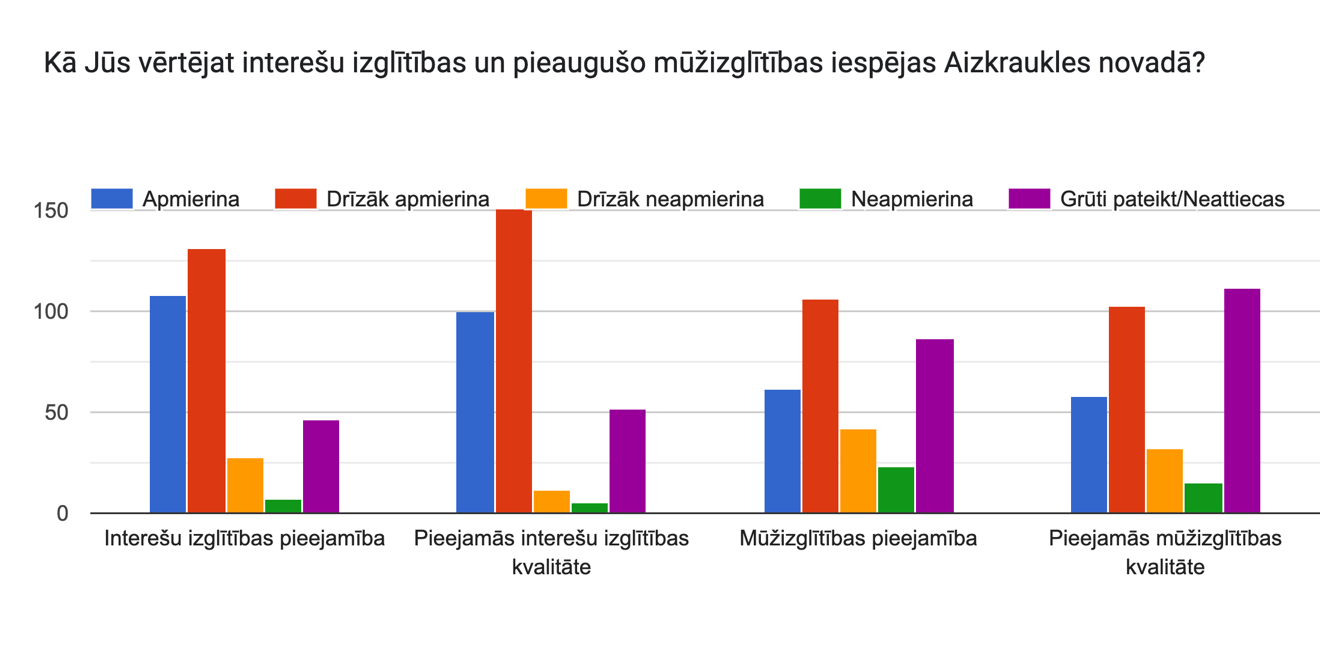 Kā Jūs vērtējat interešu izglītības un pieaugušo mūžizglītības iespējas Aizkraukles novadā?
Apmierina
Drīzāk apmierina
Drīzāk neapmierina
Neapmierina
Grūti pateikt/Neattiecas
150
100
50
0
Interešu izglītības pieejamība
Pieejamās interešu izglītības
kvalitāte
Mūžizglītības pieejamība
Pieejamās mūžizglītības
kvalitāte